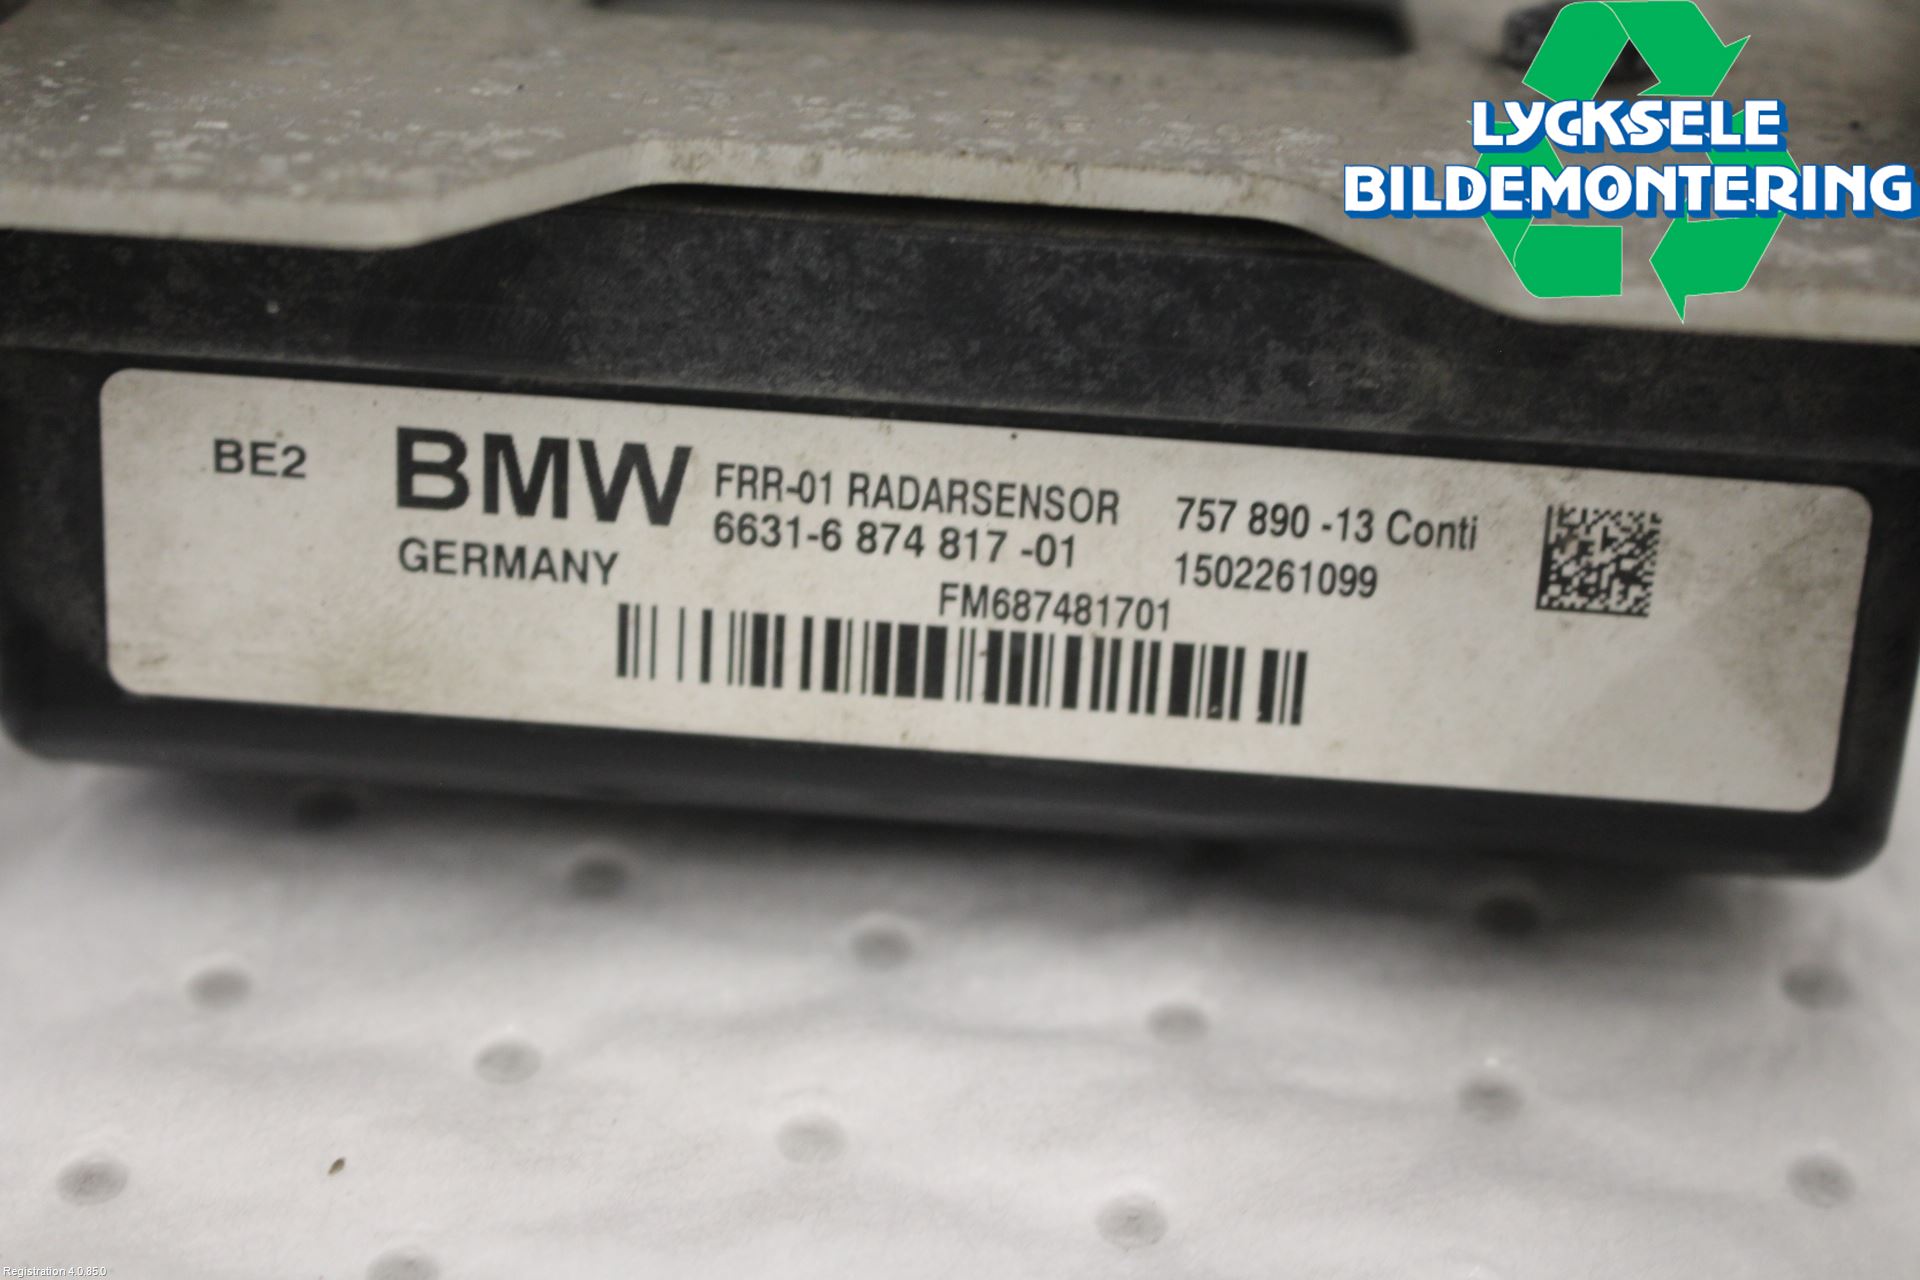 LYCKSELE
BILDEMONTERING
BE2
BMW
GERMANY
FRR-01 RADARSENSOR
6631-6 874 817 -01
757 890 -13 Conti
1502261099
FM687481701
Registration 4.0.85.0